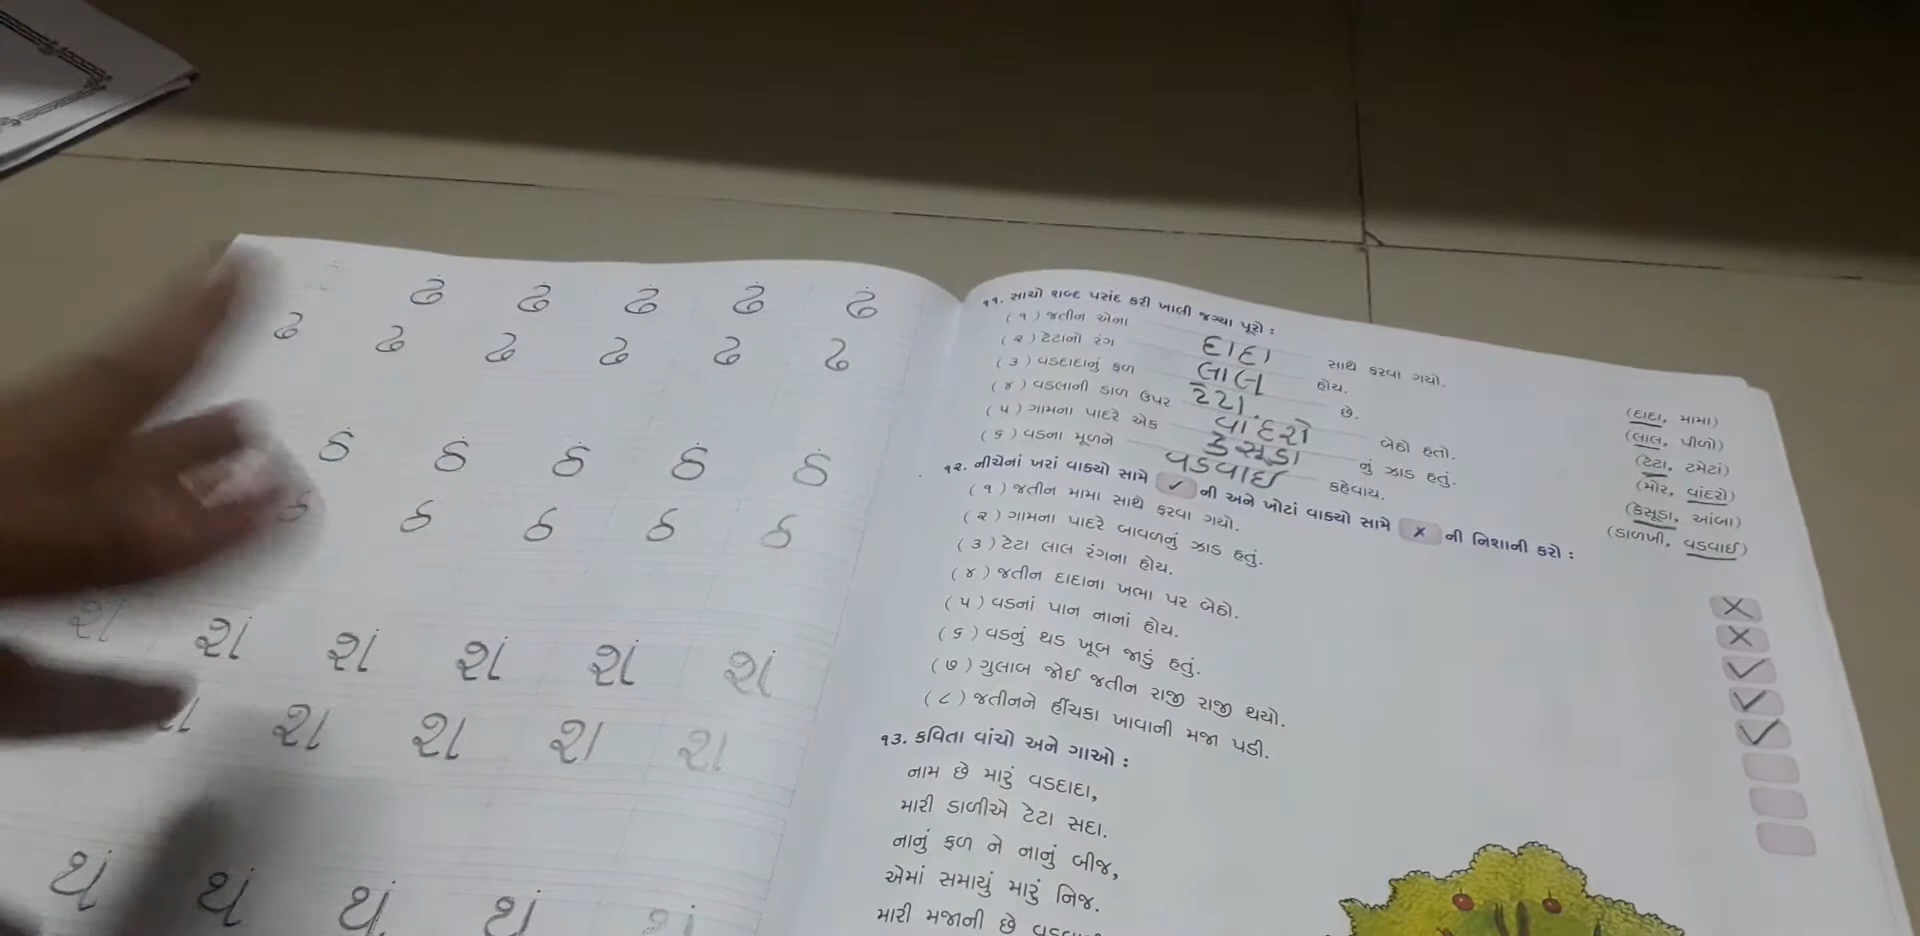 ઢં ઢં ઢં ઢં ઢં
ઢ ઢ ઢ ઢ ઢ ઢ
ઠં ઠં ઠં ઠં ઠં
ઠ ઠ ઠ ઠ ઠ
શં શં શં શં શં શં
શ શ શ શ શ
થં થં થં થં થં
૧૧. સાચો શબ્દ પસંદ કરી ખાલી જગ્યા પૂરો :
(૧) જતીન એના દાદા સાથે ફરવા ગયો. (દાદા, મામા)
(૨) ટેટાનો રંગ લાલ હોય. (લાલ, પીળો)
(૩) વડદાદાનું ફળ ટેટા. છે. (ટેટા, ટમેટાં)
(૪) વડલાની ડાળ ઉપર વાંદરો બેઠો હતો. (મોર, વાંદરો)
(૫) ગામના પાદરે એક કેસૂડા નું ઝાડ હતું. (કેસૂડા, આંબા)
(૬) વડના મૂળને વડવાઈ કહેવાય. (ડાળખી, વડવાઈ)
૧૨. નીચેનાં ખરાં વાક્યો સામે ✓ ની અને ખોટાં વાક્યો સામે X ની નિશાની કરો :
(૧) જતીન મામા સાથે ફરવા ગયો. X
(૨) ગામના પાદરે બાવળનું ઝાડ હતું. X
(૩) ટેટા લાલ રંગના હોય. ✓
(૪) જતીન દાદાના ખભા પર બેઠો. ✓
(૫) વડનાં પાન નાનાં હોય. ✓
(૬) વડનું થડ ખૂબ જાડું હતું.
(૭) ગુલાબ જોઈ જતીન રાજી રાજી થયો.
(૮) જતીનને હીંચકા ખાવાની મજા પડી.
૧૩. કવિતા વાંચો અને ગાઓ :
નામ છે મારું વડદાદા,
મારી ડાળીએ ટેટા સદા.
નાનું ફળ ને નાનું બીજ,
એમાં સમાયું મારું નિજ.
મારી મજાની છે